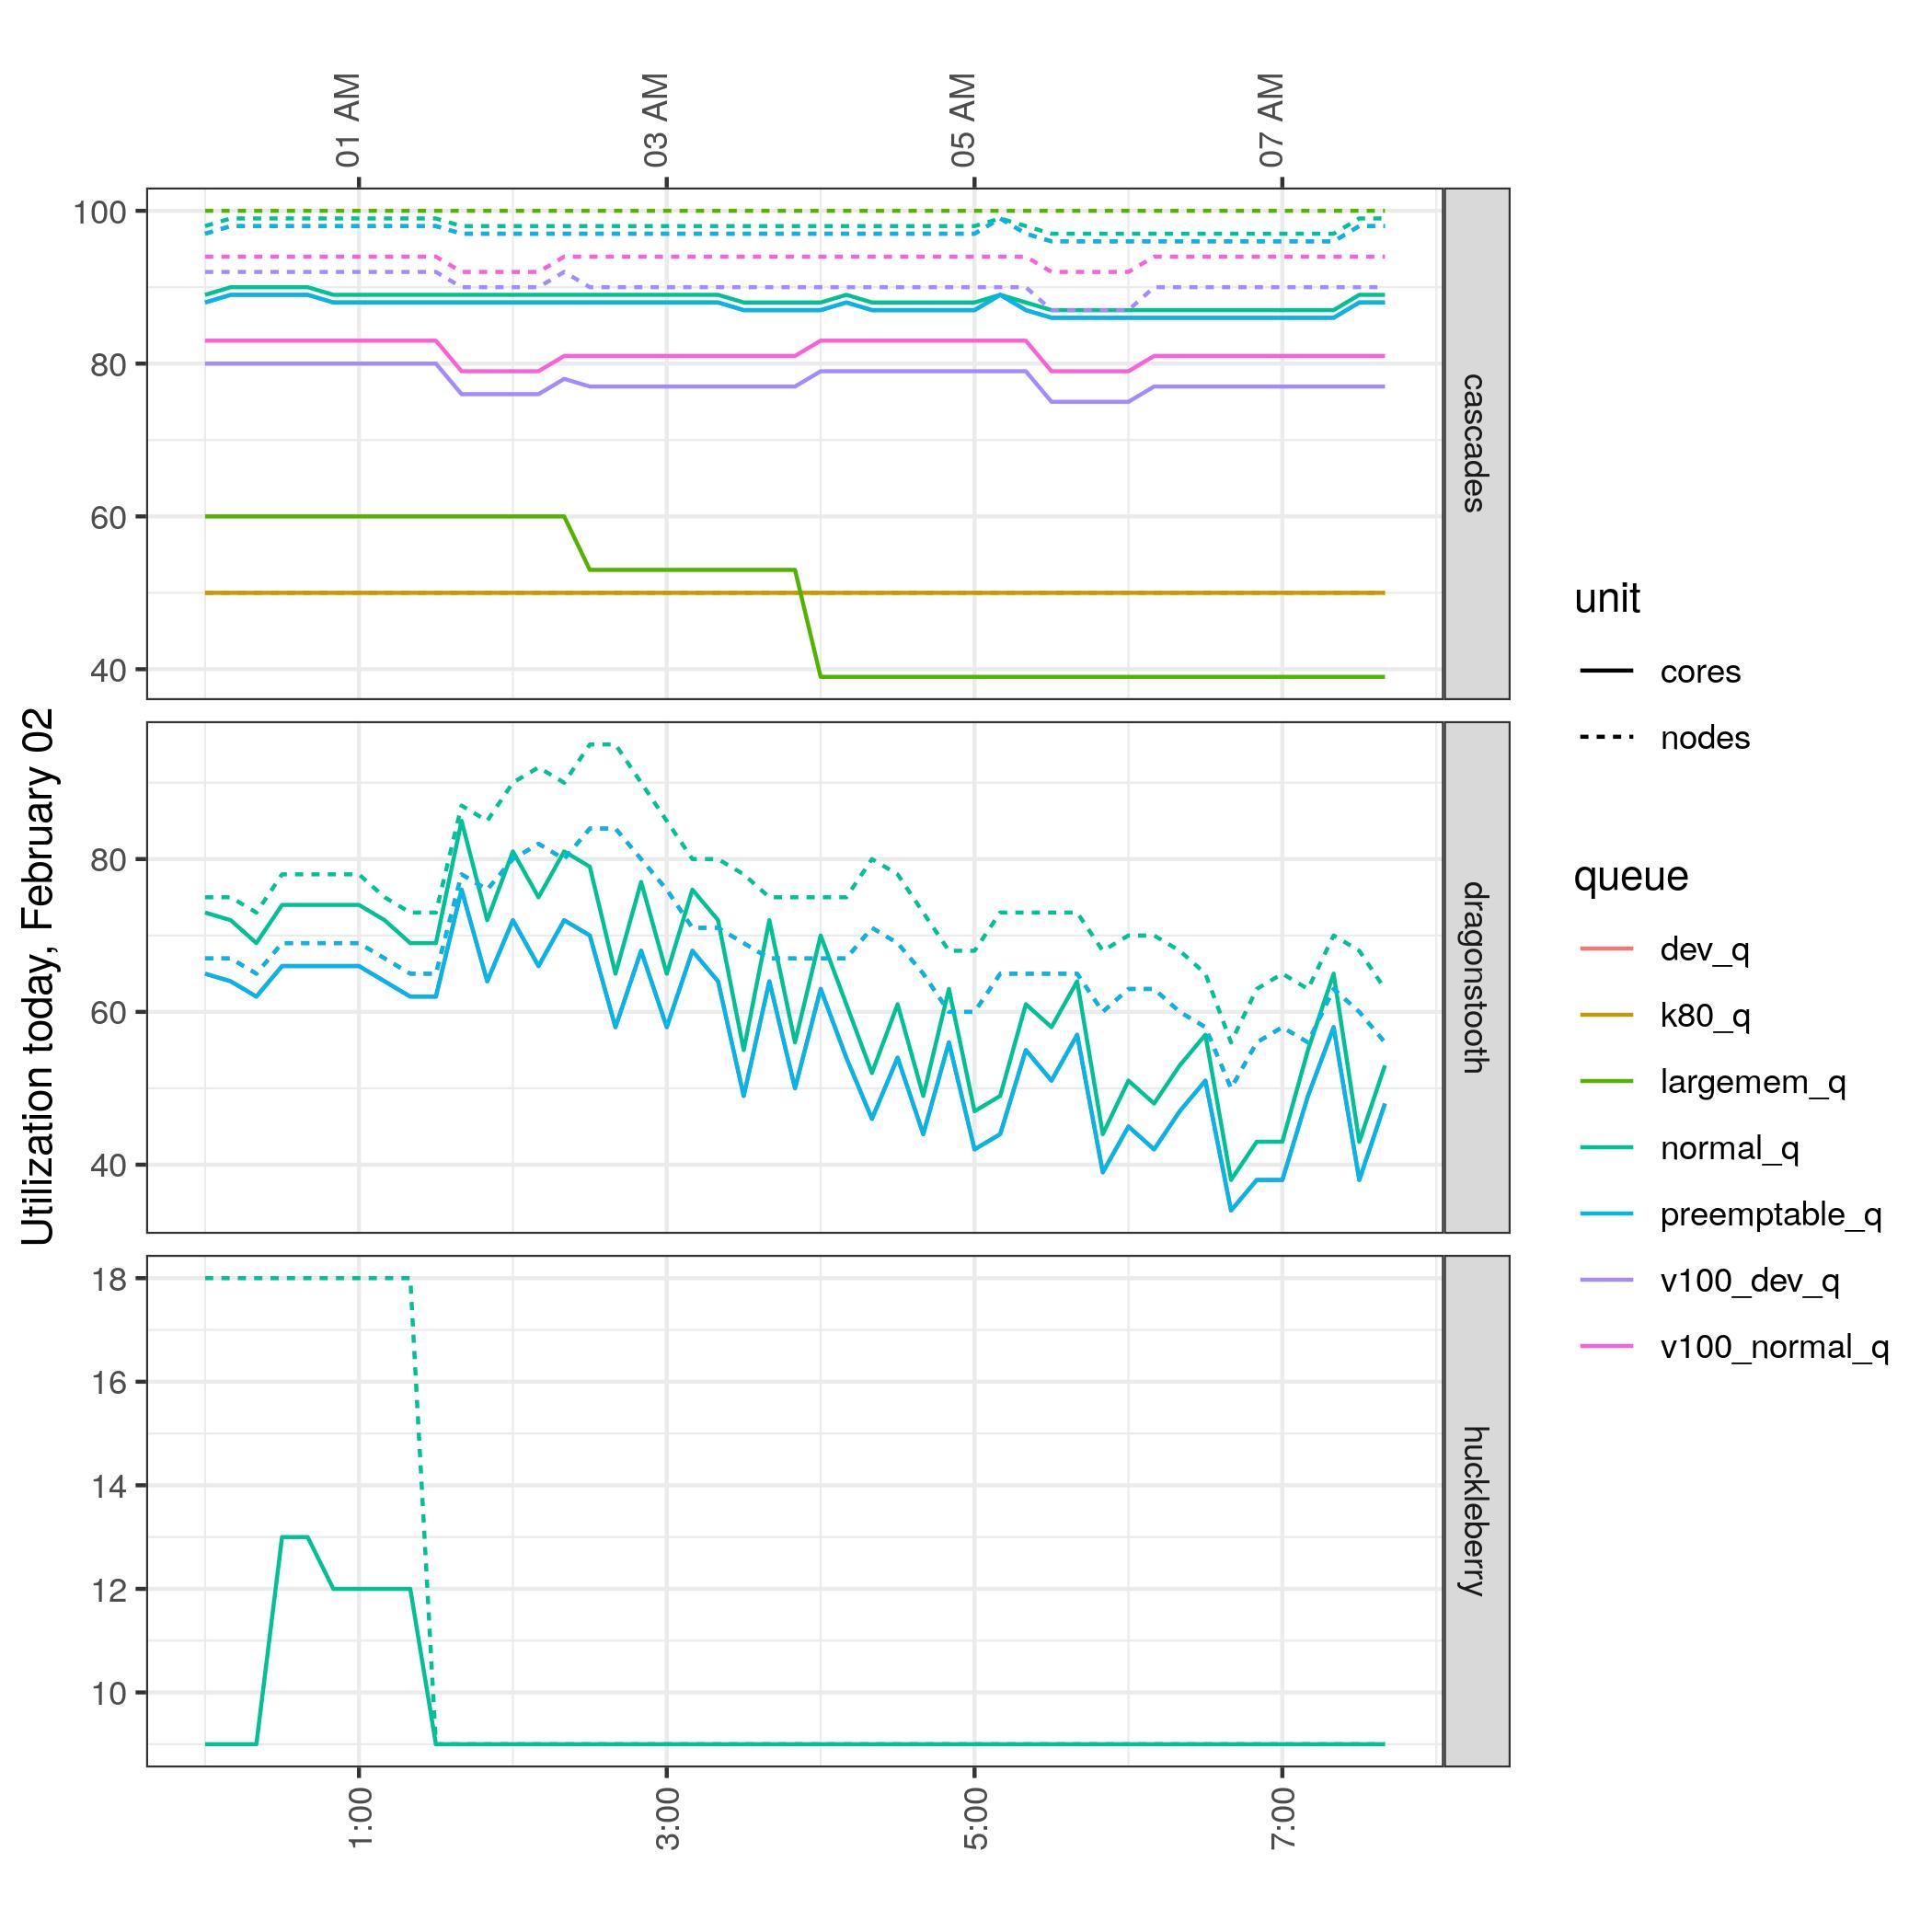 01 AM
03 AM
05 AM
07 AM
Utilization today, February 02
100
80
60
40
cascades
80
60
40
dragonstooth
18
16
14
12
10
huckleberry
1:00
3:00
5:00
7:00
unit
cores
nodes
queue
dev_q
k80_q
largemem_q
normal_q
preemptable_q
v100_dev_q
v100_normal_q